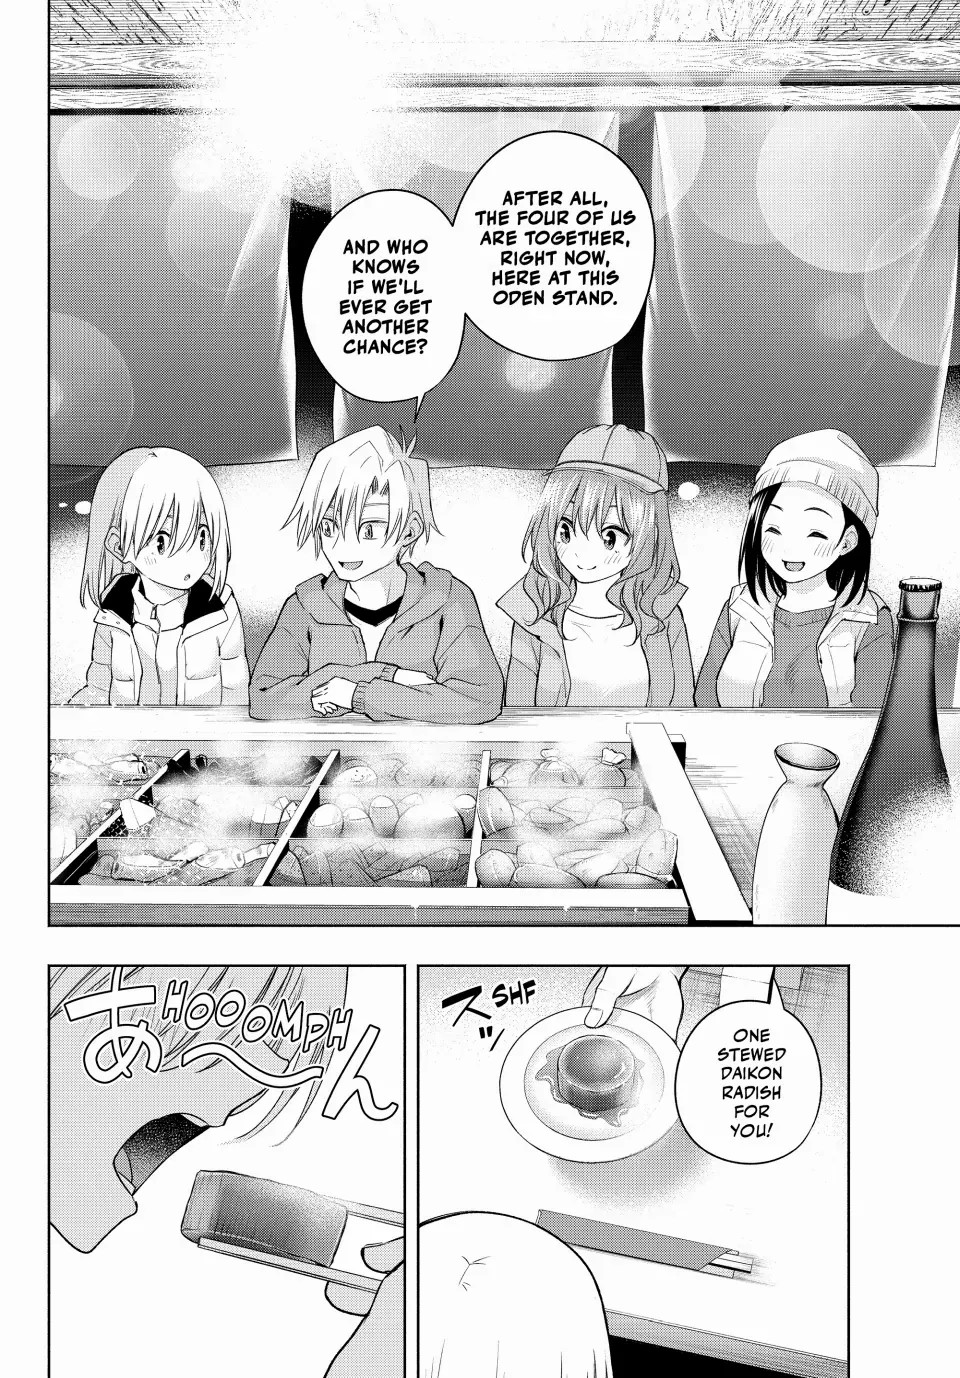 AFTER ALL,
THE FOUR OF US
ARE TOGETHER,
RIGHT NOW,
HERE AT THIS
ODEN STAND.
AND WHO
KNOWS
IF WE'LL
EVER GET
ANOTHER
CHANCE?
スッ
SHF
ONE
STEWED
DAIKON
RADISH
FOR
YOU!
あ〜ん
HOOOMPH